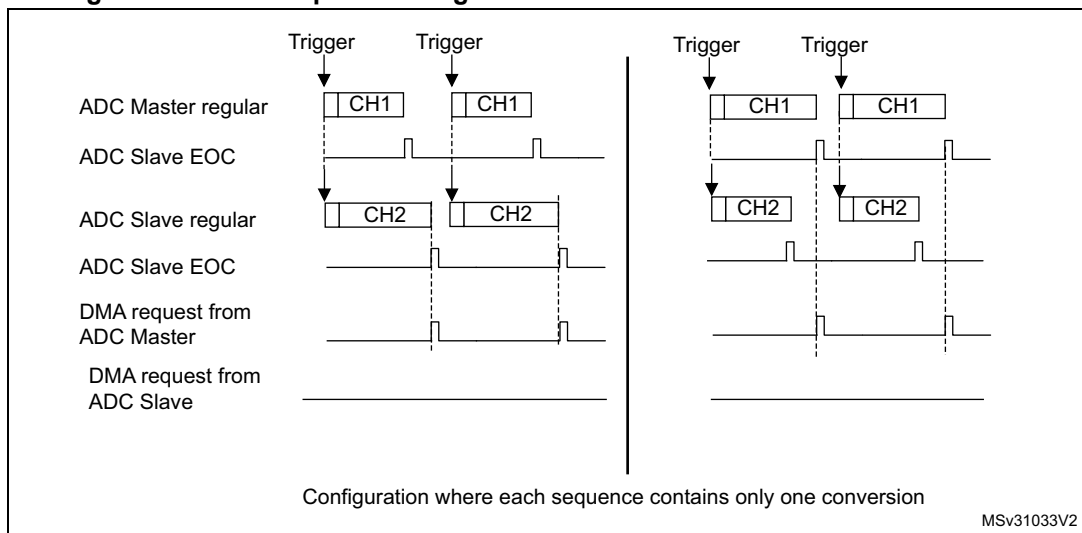 Trigger Trigger Trigger Trigger
ADC Master regular CH1 CH1 CH1 CH1
ADC Slave EOC
ADC Slave regular CH2 CH2 CH2 CH2
ADC Slave EOC
DMA request from
ADC Master
DMA request from
ADC Slave
Configuration where each sequence contains only one conversion
MSv31033V2